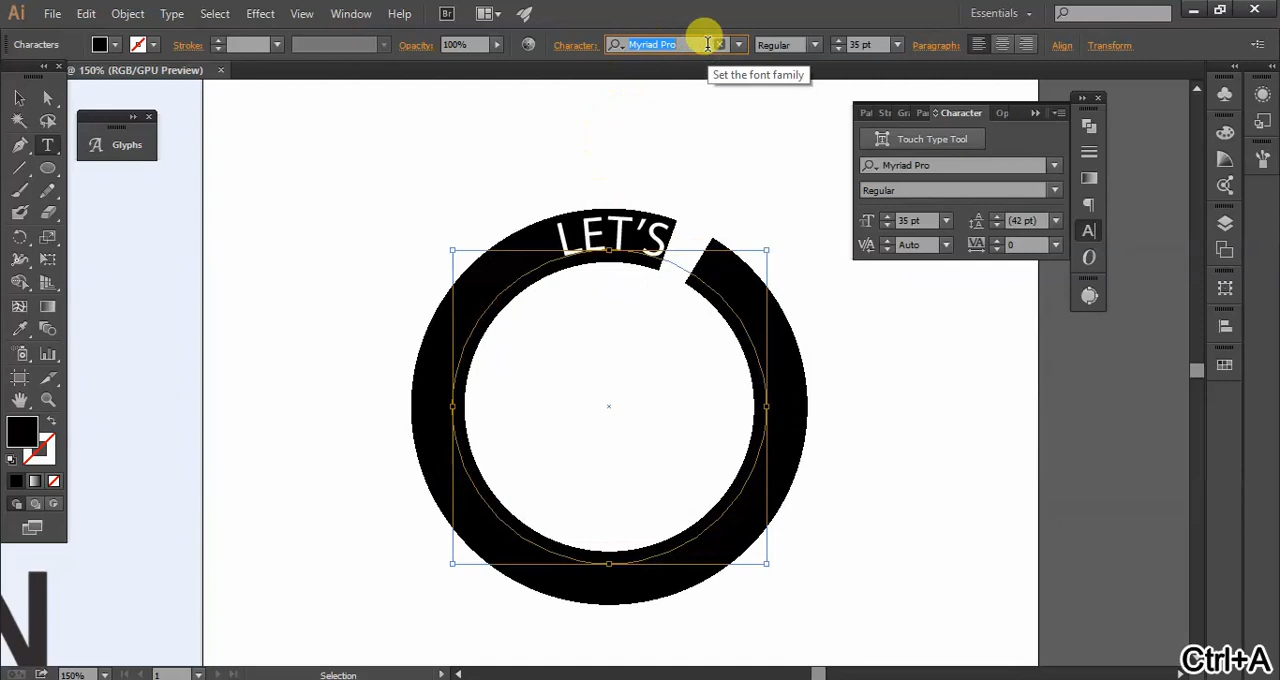 Ai File Edit Object Type Select Effect View Window Help Br Essentials
Characters Stroke: Opacity: 100% Character: Myriad Pro Regular 35 pt Paragraph: Align Transform
@ 150% (RGB/GPU Preview) ×
Set the font family
Glyphs
Character
Touch Type Tool
Myriad Pro
Regular
35 pt (42 pt)
Auto 0
LET'S
N
150% 1 Selection
Ctrl+A